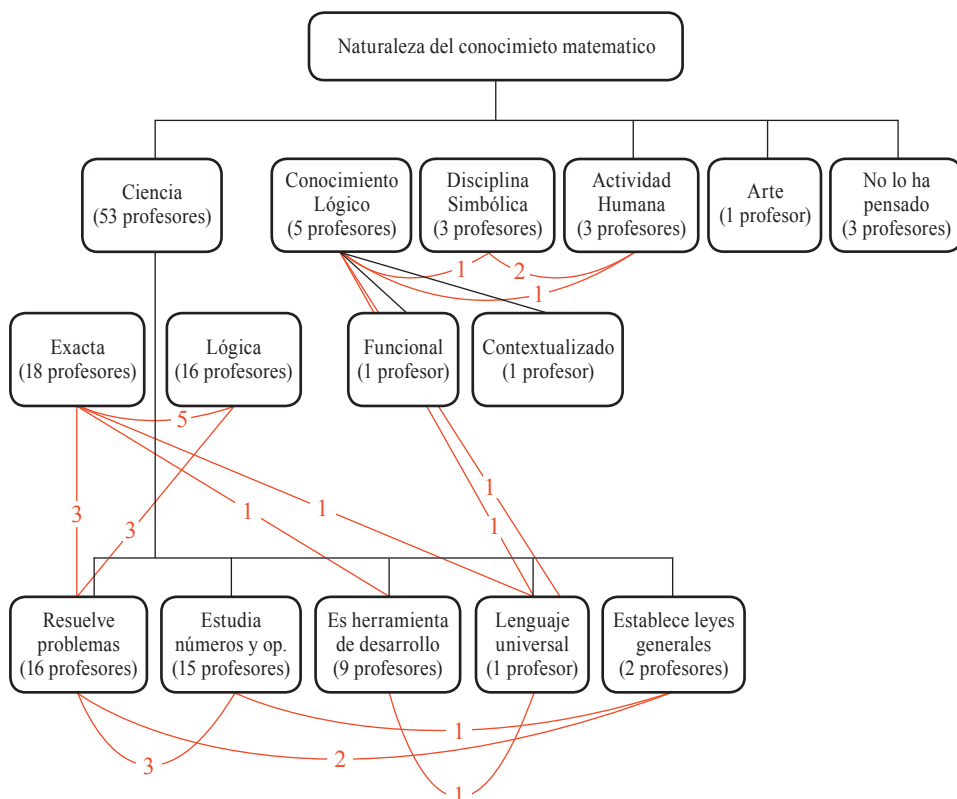 Naturaleza del conocimieto matematico
Ciencia
(53 profesores)
Conocimiento
Lógico
(5 profesores)
Disciplina
Simbólica
(3 profesores)
Actividad
Humana
(3 profesores)
Arte
(1 profesor)
No lo ha
pensado
(3 profesores)
1
2
1
Exacta
(18 profesores)
Lógica
(16 profesores)
Funcional
(1 profesor)
Contextualizado
(1 profesor)
5
3
3
1
1
1
1
Resuelve
problemas
(16 profesores)
Estudia
números y op.
(15 profesores)
Es herramienta
de desarrollo
(9 profesores)
Lenguaje
universal
(1 profesor)
Establece leyes
generales
(2 profesores)
3
2
1
1